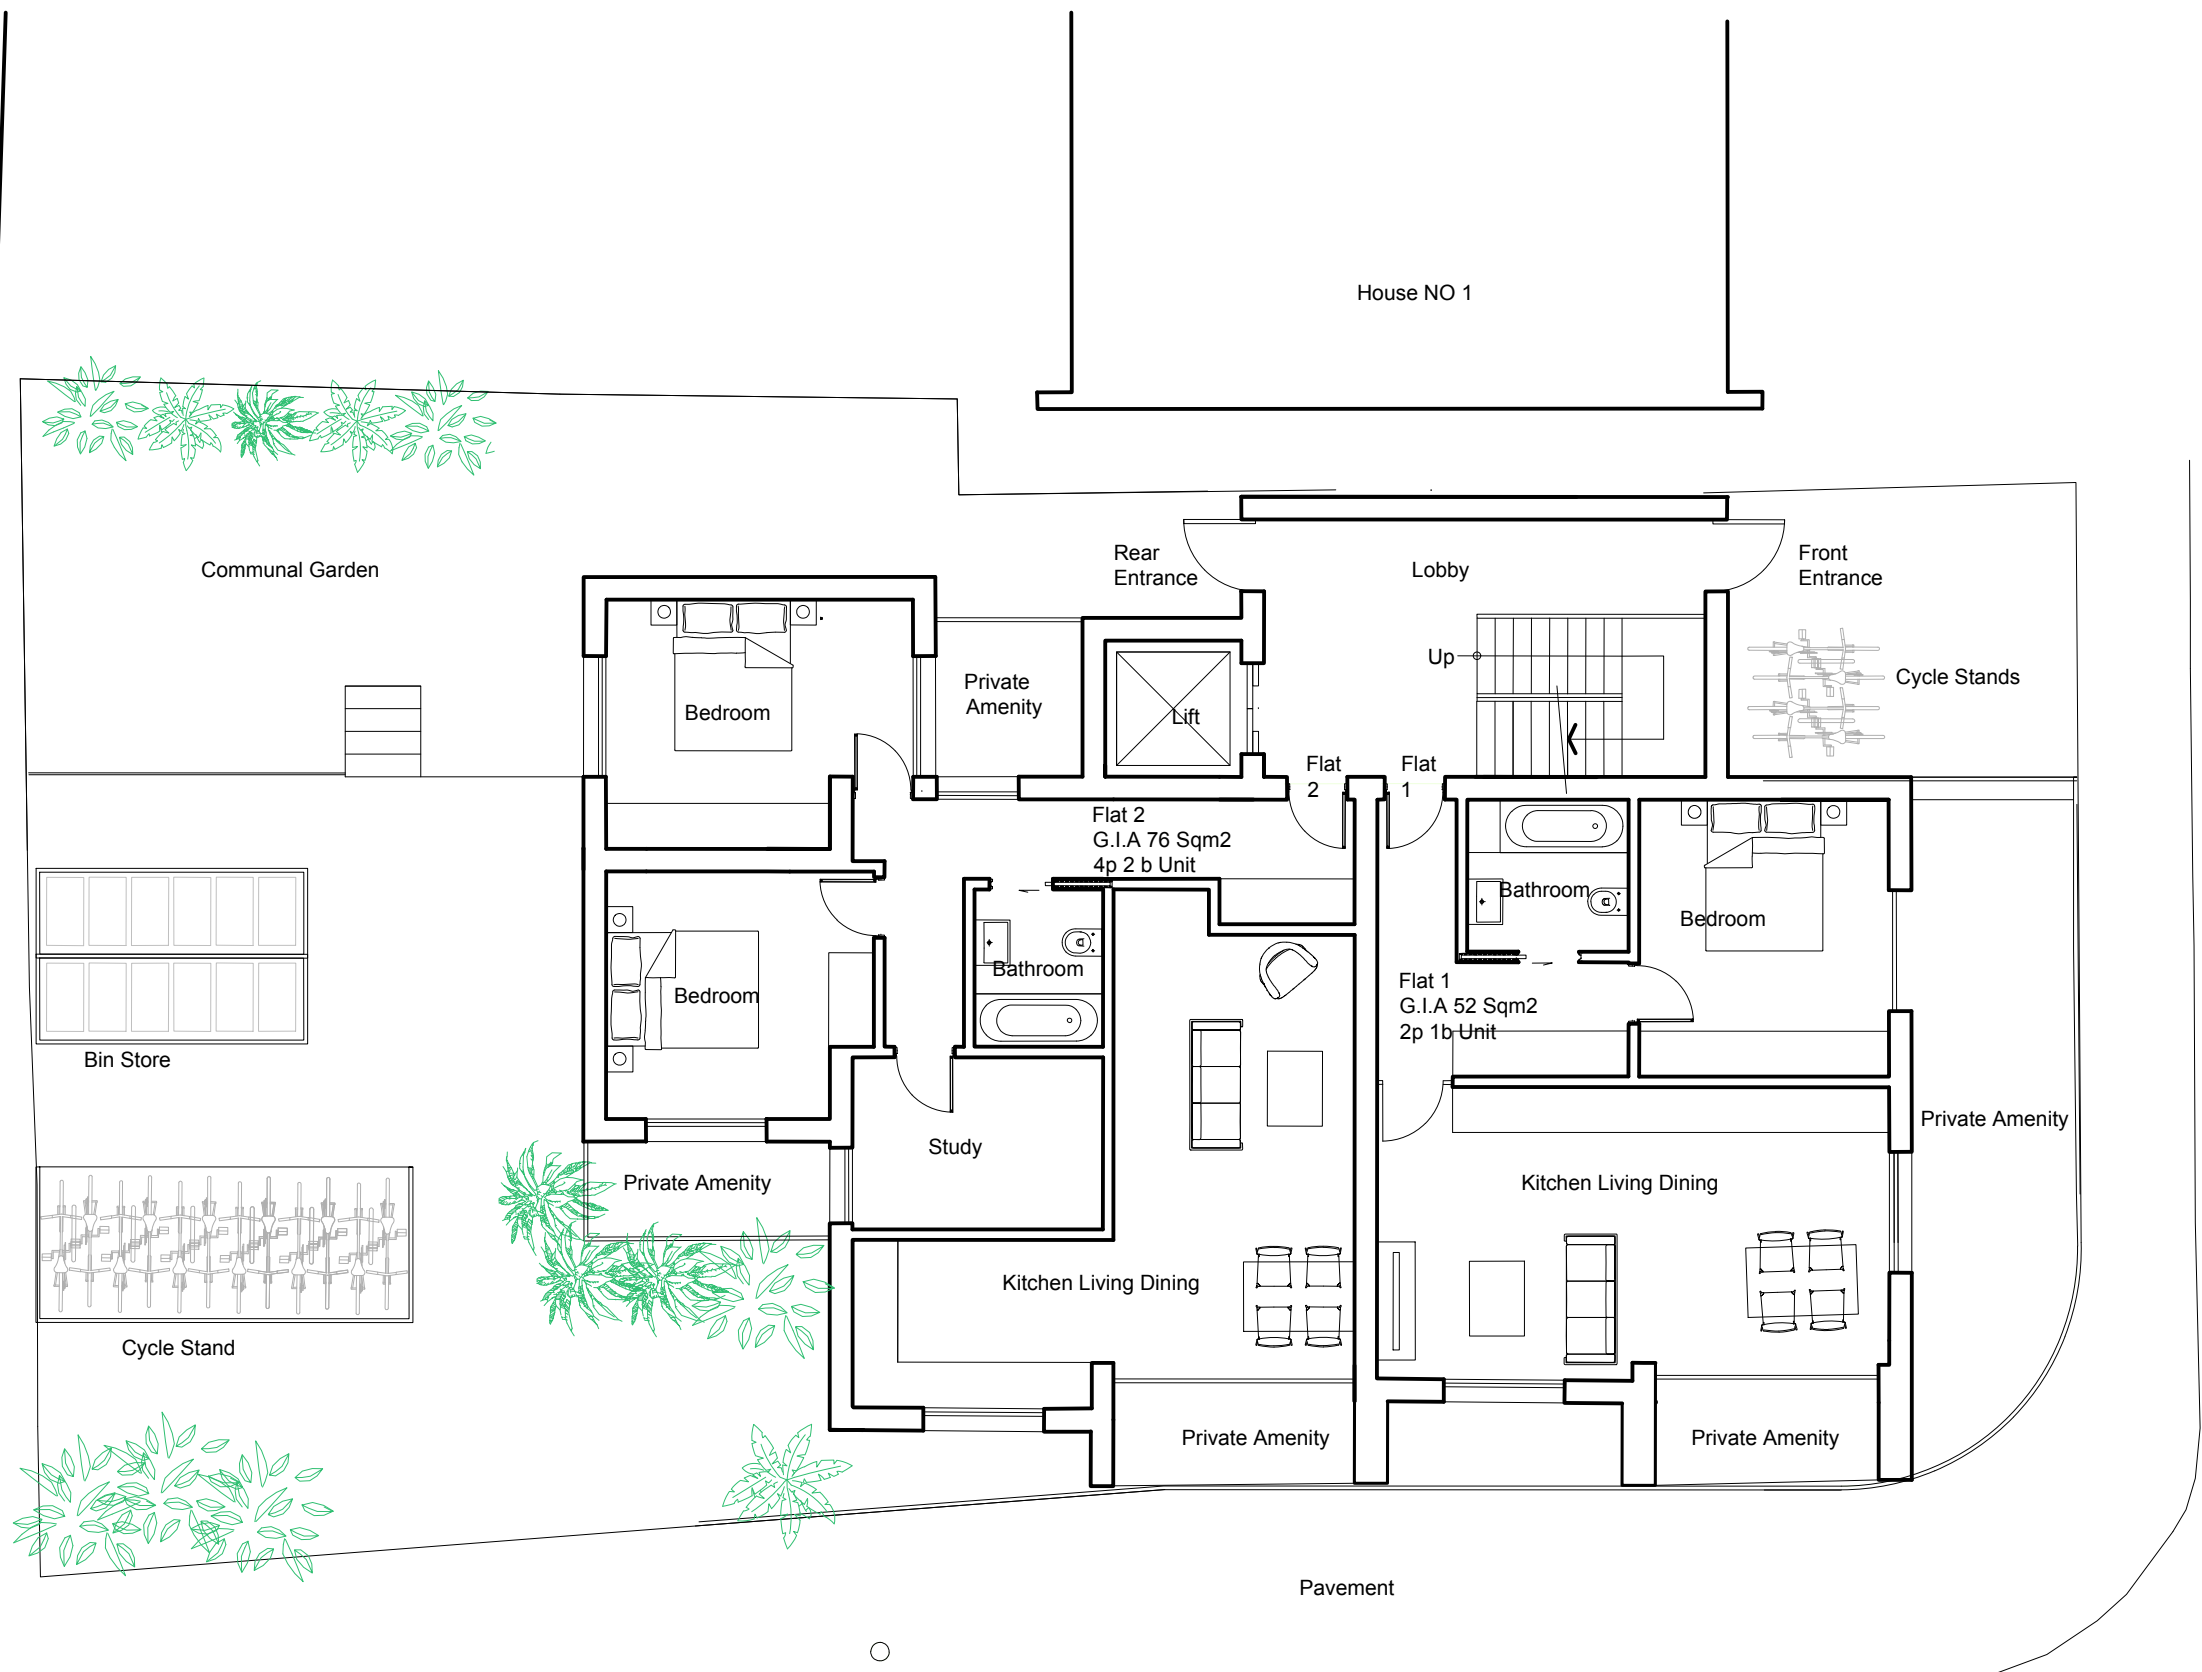 House NO 1
Communal Garden
Rear
Entrance
Lobby
Front
Entrance
Up
Cycle Stands
Private
Amenity
Bedroom
Lift
Flat
2
Flat
1
Flat 2
G.I.A 76 Sqm2
4p 2 b Unit
Bathroom
Bedroom
Bathroom
Bedroom
Flat 1
G.I.A 52 Sqm2
2p 1b Unit
Bin Store
Study
Private Amenity
Private Amenity
Kitchen Living Dining
Kitchen Living Dining
Cycle Stand
Private Amenity
Private Amenity
Pavement